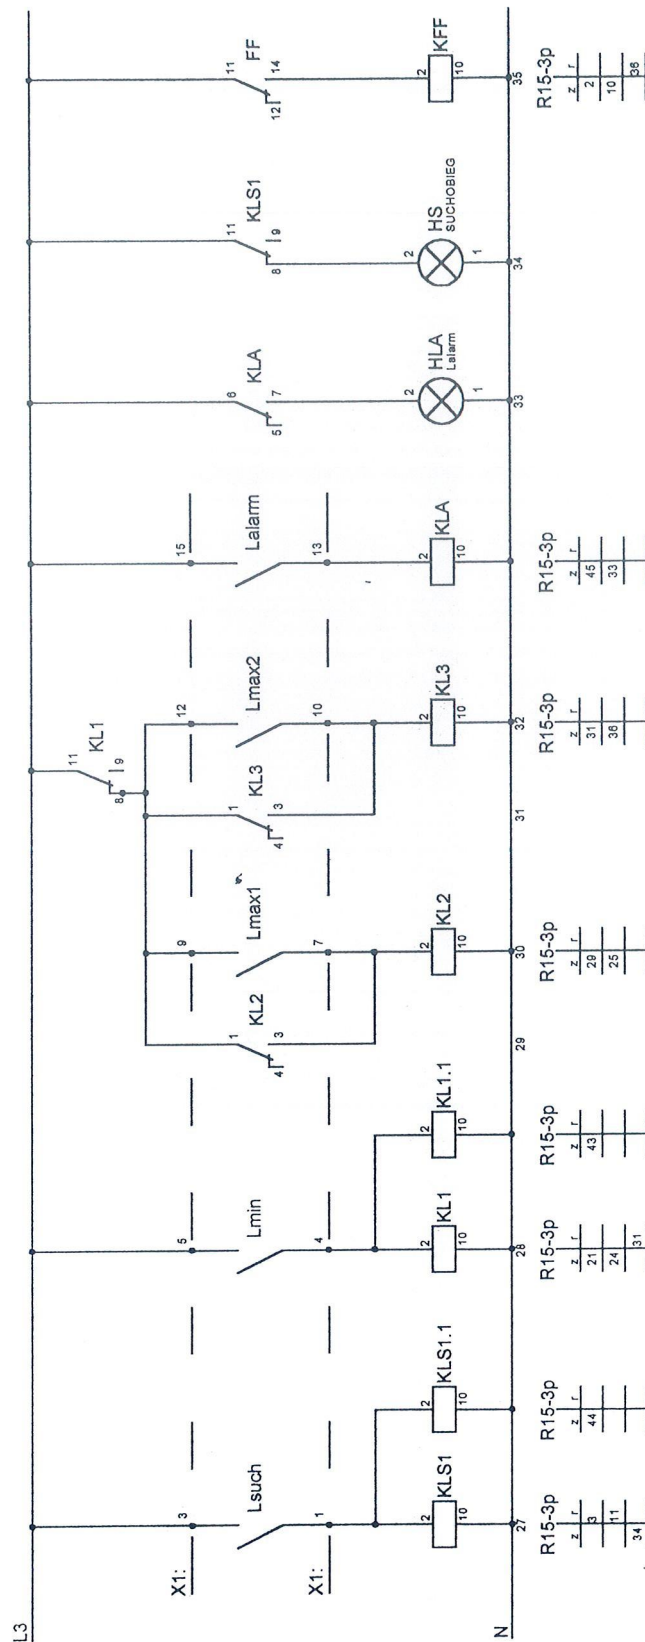 L3
KL1
11
8
9
X1:
3
5
9
12
15
Lsuch
Lmin
KL2
1
4
3
Lmax1
KL3
1
4
3
Lmax2
Lalarm
KLA
6
5
7
KLS1
11
8
9
FF
11
12
14
X1:
1
4
7
10
13
KLS1
2
10
KLS1.1
2
10
KL1
2
10
KL1.1
2
10
KL2
2
10
KL3
2
10
KLA
2
10
HLA
Lalarm
2
1
HS
SUCHOBIEG
2
1
KFF
2
10
N
27
28
29
30
31
32
33
34
35
R15-3p
z r
3
11
34
R15-3p
z r
44
R15-3p
z r
21
24
31
R15-3p
z r
43
R15-3p
z r
29
25
R15-3p
z r
31
36
R15-3p
z r
45
33
R15-3p
z r
2
10
36